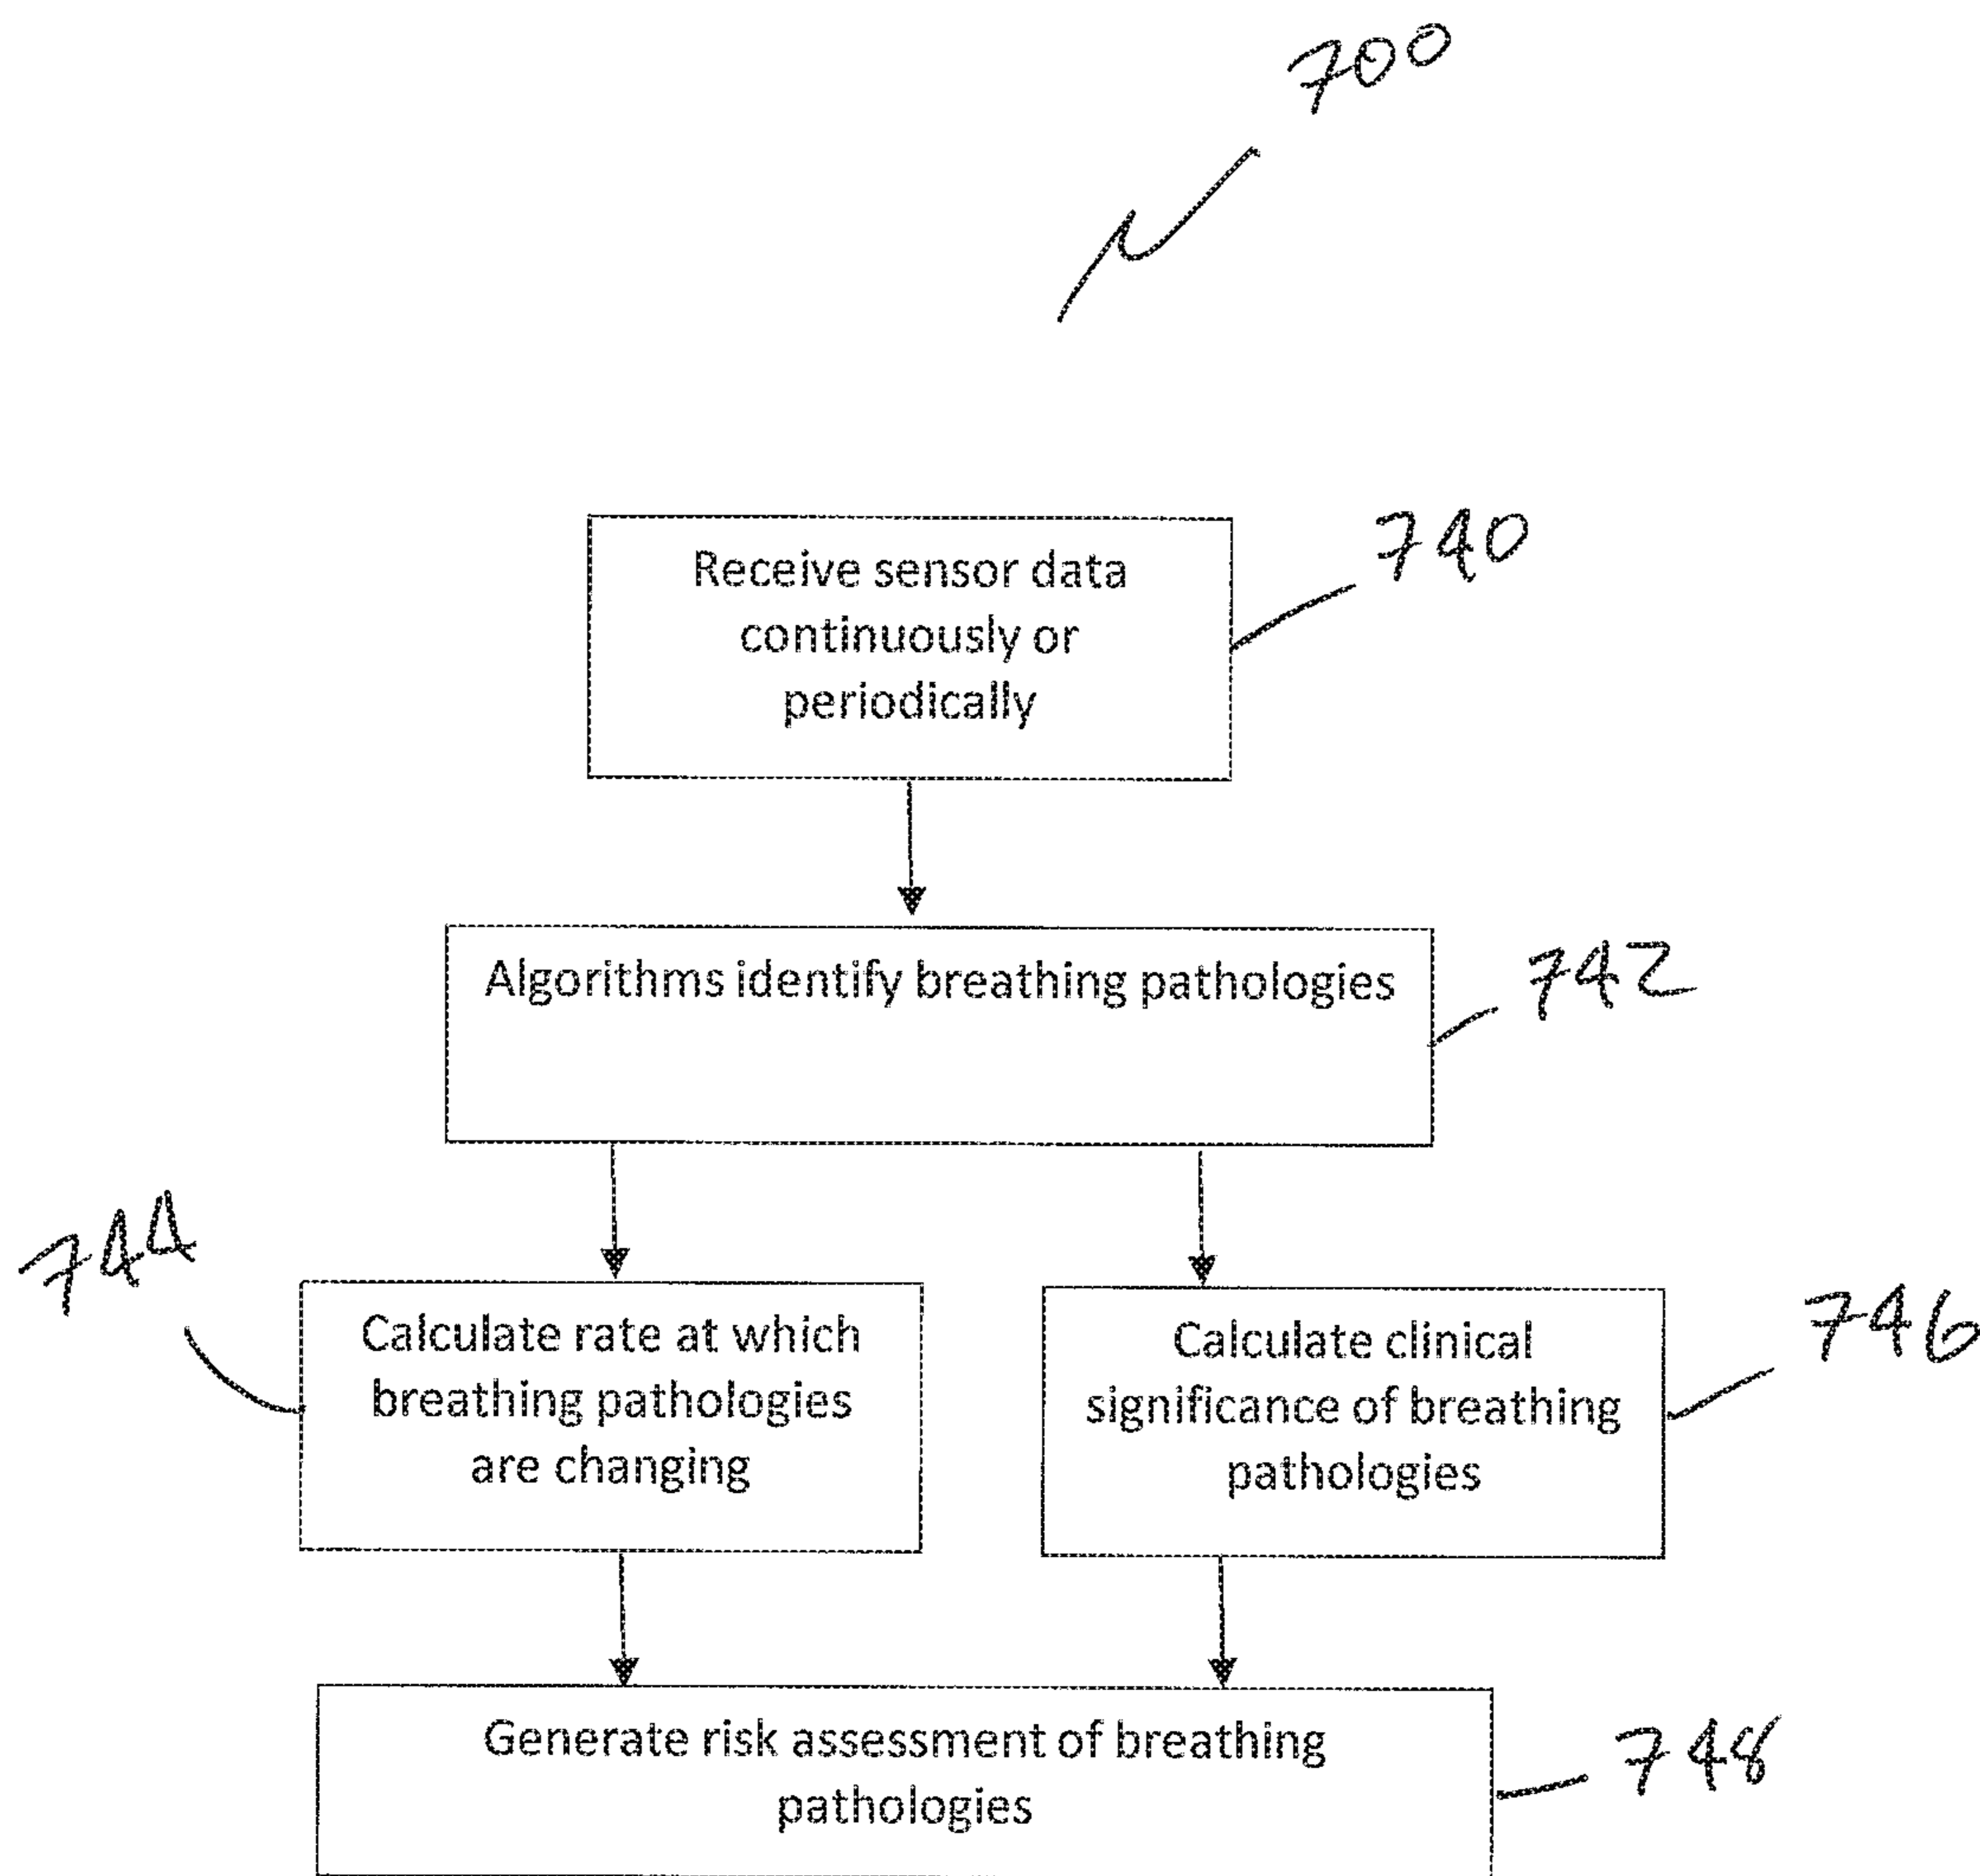 700
Receive sensor data
continuously or
periodically
740
Algorithms identify breathing pathologies
742
744
Calculate rate at which
breathing pathologies
are changing
Calculate clinical
significance of breathing
pathologies
746
Generate risk assessment of breathing
pathologies
748